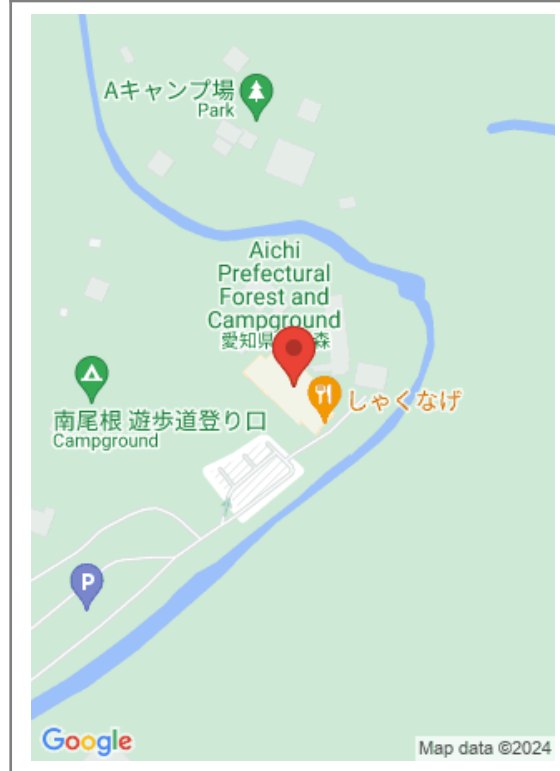 Aキャンプ場
Park
Aichi
Prefectural
Forest and
Campground
愛知県 森
しゃくなげ
南尾根 遊歩道登り口
Campground
P
Google
Map data ©2024